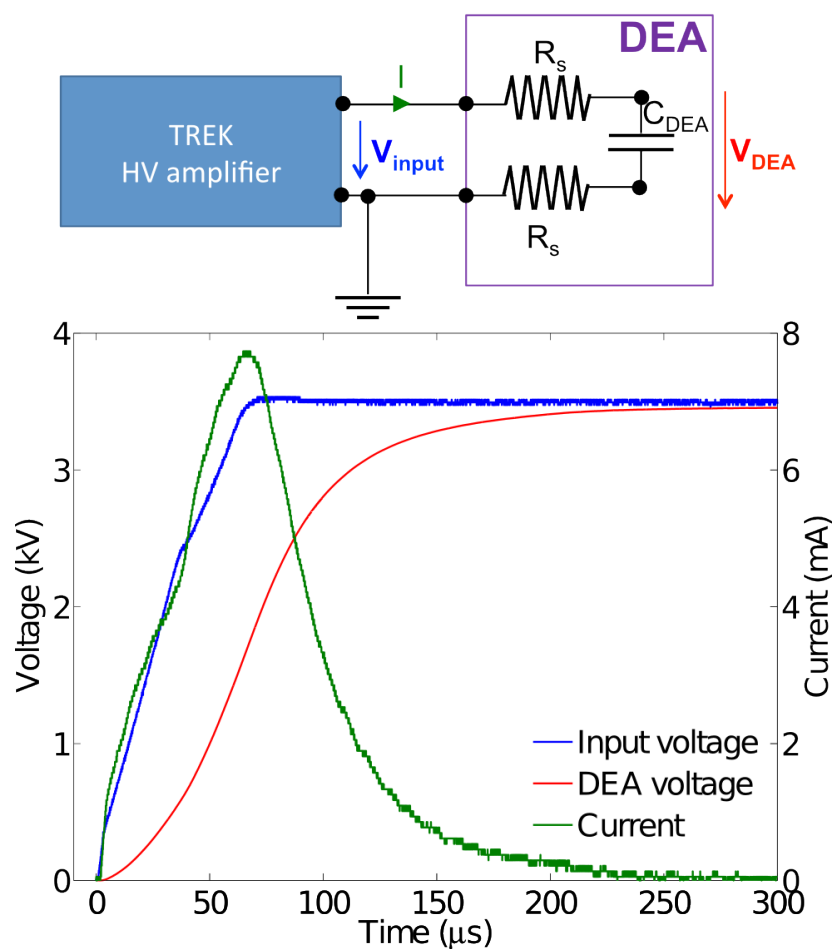 DEA
R_s
I
TREK
HV amplifier
C_DEA
V_input
V_DEA
R_s
4
8
3
6
2
4
1
2
0
0
Voltage (kV)
Current (mA)
Input voltage
DEA voltage
Current
0 50 100 150 200 250 300
Time (μs)